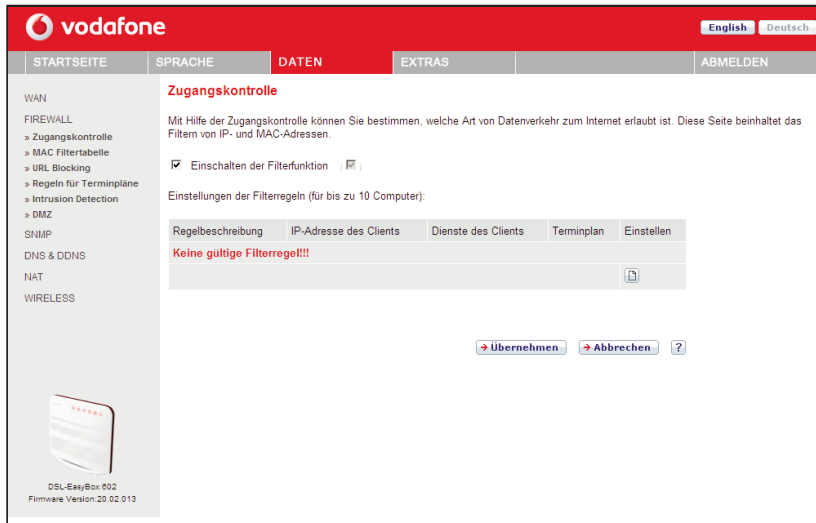 vodafone
English Deutsch
STARTSEITE SPRACHE DATEN EXTRAS ABMELDEN
WAN
FIREWALL
» Zugangskontrolle
» MAC Filtertabelle
» URL Blocking
» Regeln für Terminpläne
» Intrusion Detection
» DMZ
SNMP
DNS & DDNS
NAT
WIRELESS
DSL-EasyBox 602
Firmware Version:20.02.013
Zugangskontrolle
Mit Hilfe der Zugangskontrolle können Sie bestimmen, welche Art von Datenverkehr zum Internet erlaubt ist. Diese Seite beinhaltet das
Filtern von IP- und MAC-Adressen.
Einschalten der Filterfunktion
Einstellungen der Filterregeln (für bis zu 10 Computer):
Regelbeschreibung IP-Adresse des Clients Dienste des Clients Terminplan Einstellen
Keine gültige Filterregel!!!
Übernehmen Abbrechen ?